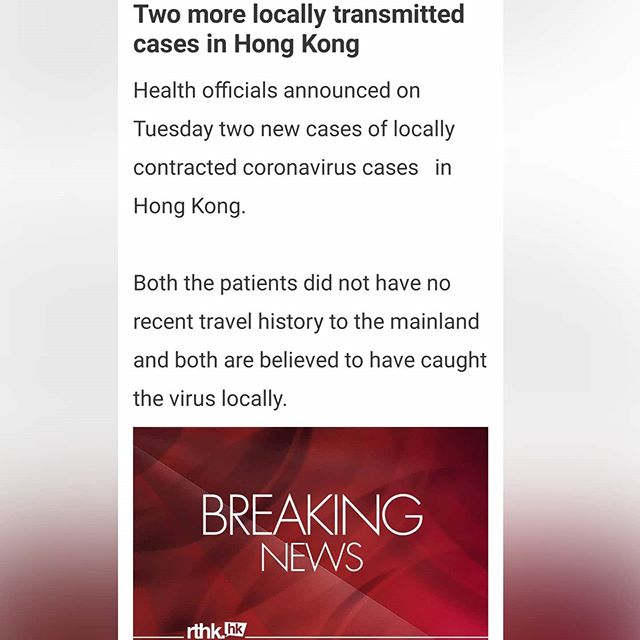 Two more locally transmitted
cases in Hong Kong
Health officials announced on
Tuesday two new cases of locally
contracted coronavirus cases in
Hong Kong.
Both the patients did not have no
recent travel history to the mainland
and both are believed to have caught
the virus locally.
BREAKING
NEWS
rthk.hk